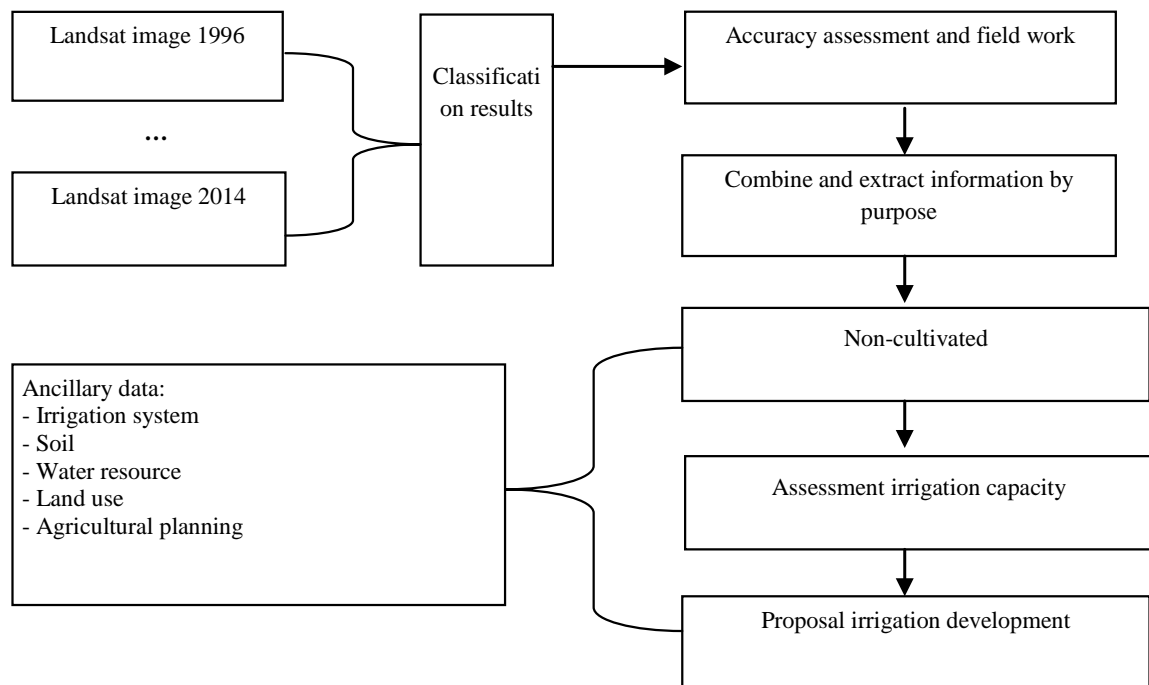 Landsat image 1996
...
Landsat image 2014
Classificati
on results
Accuracy assessment and field work
Combine and extract information by
purpose
Non-cultivated
Assessment irrigation capacity
Proposal irrigation development
Ancillary data:
- Irrigation system
- Soil
- Water resource
- Land use
- Agricultural planning